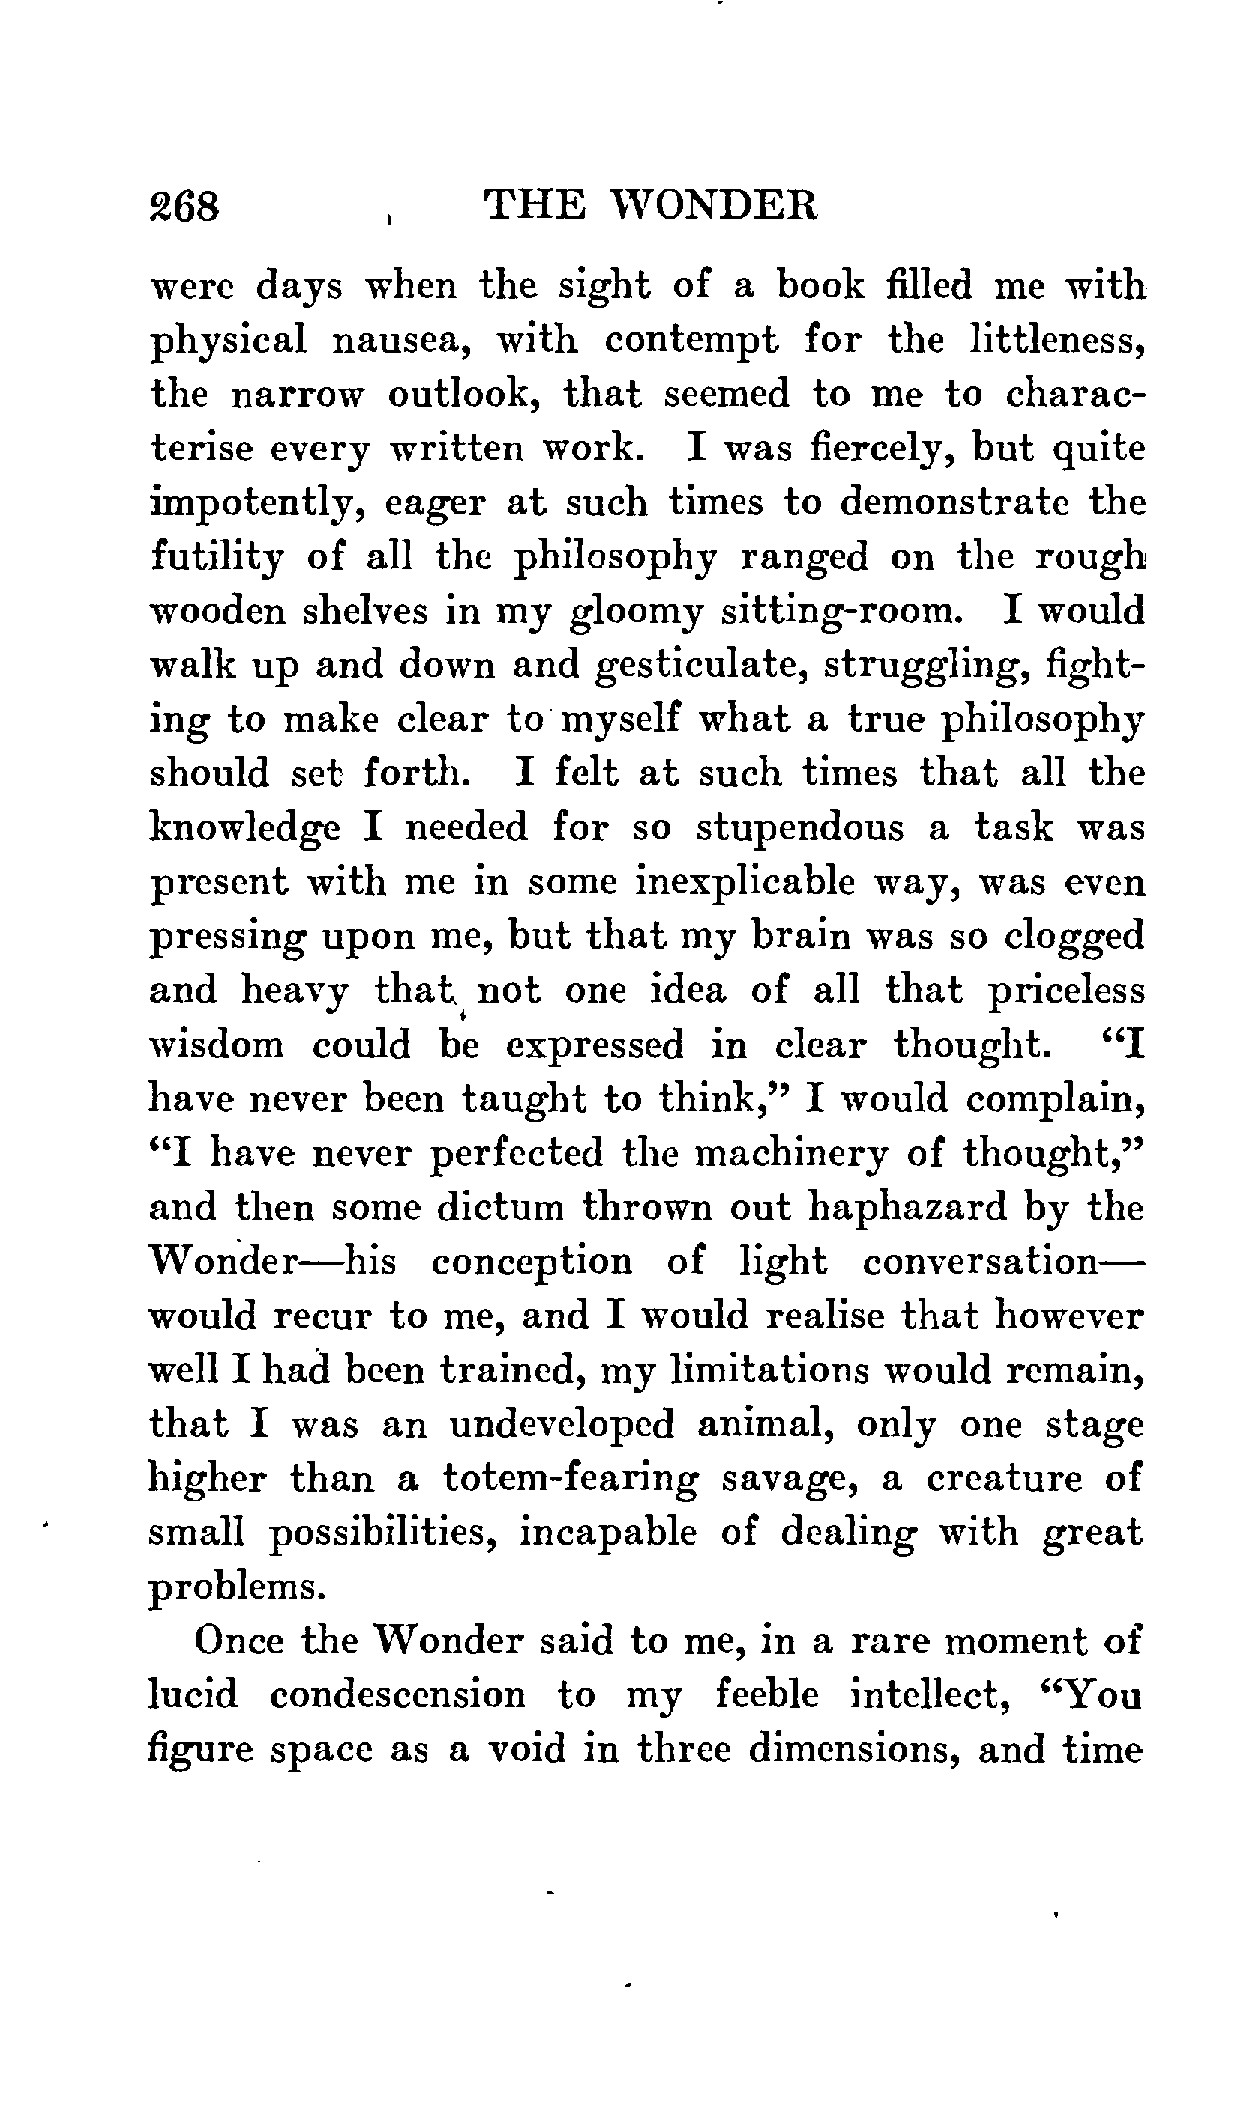 268 THE WONDER
were days when the sight of a book filled me with
physical nausea, with contempt for the littleness,
the narrow outlook, that seemed to me to charac-
terise every written work. I was fiercely, but quite
impotently, eager at such times to demonstrate the
futility of all the philosophy ranged on the rough
wooden shelves in my gloomy sitting-room. I would
walk up and down and gesticulate, struggling, fight-
ing to make clear to myself what a true philosophy
should set forth. I felt at such times that all the
knowledge I needed for so stupendous a task was
present with me in some inexplicable way, was even
pressing upon me, but that my brain was so clogged
and heavy that not one idea of all that priceless
wisdom could be expressed in clear thought. “I
have never been taught to think,” I would complain,
“I have never perfected the machinery of thought,”
and then some dictum thrown out haphazard by the
Wonder—his conception of light conversation—
would recur to me, and I would realise that however
well I had been trained, my limitations would remain,
that I was an undeveloped animal, only one stage
higher than a totem-fearing savage, a creature of
small possibilities, incapable of dealing with great
problems.
Once the Wonder said to me, in a rare moment of
lucid condescension to my feeble intellect, “You
figure space as a void in three dimensions, and time